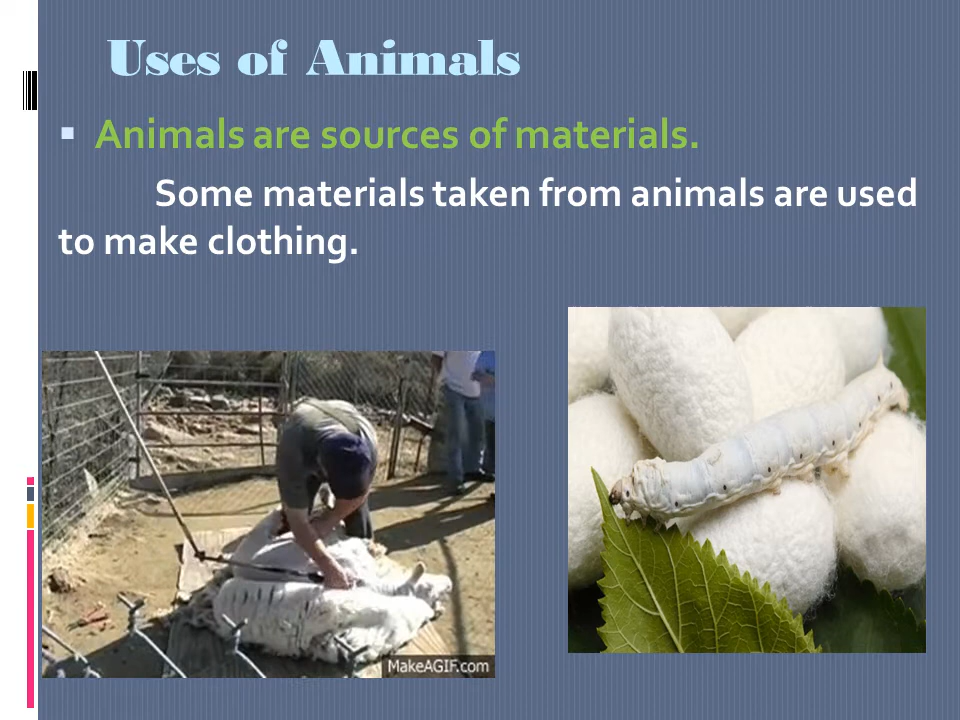 Uses of Animals
▪ Animals are sources of materials.
Some materials taken from animals are used
to make clothing.
MakeAGIF.com